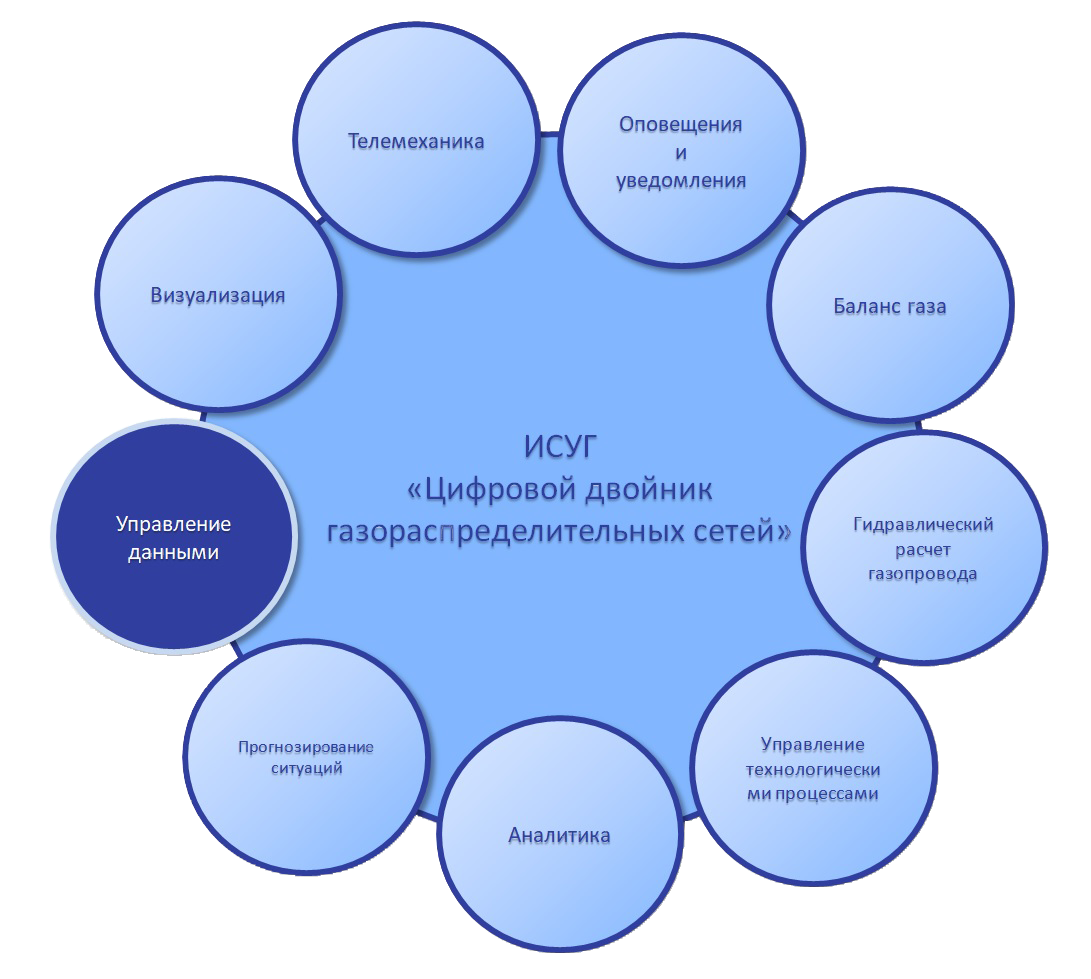 Телемеханика
Оповещения
и
уведомления
Визуализация
Баланс газа
ИСУГ
«Цифровой двойник
газораспределительных сетей»
Управление
данными
Гидравлический
расчет
газопровода
Прогнозирование
ситуаций
Управление
технологически
ми процессами
Аналитика